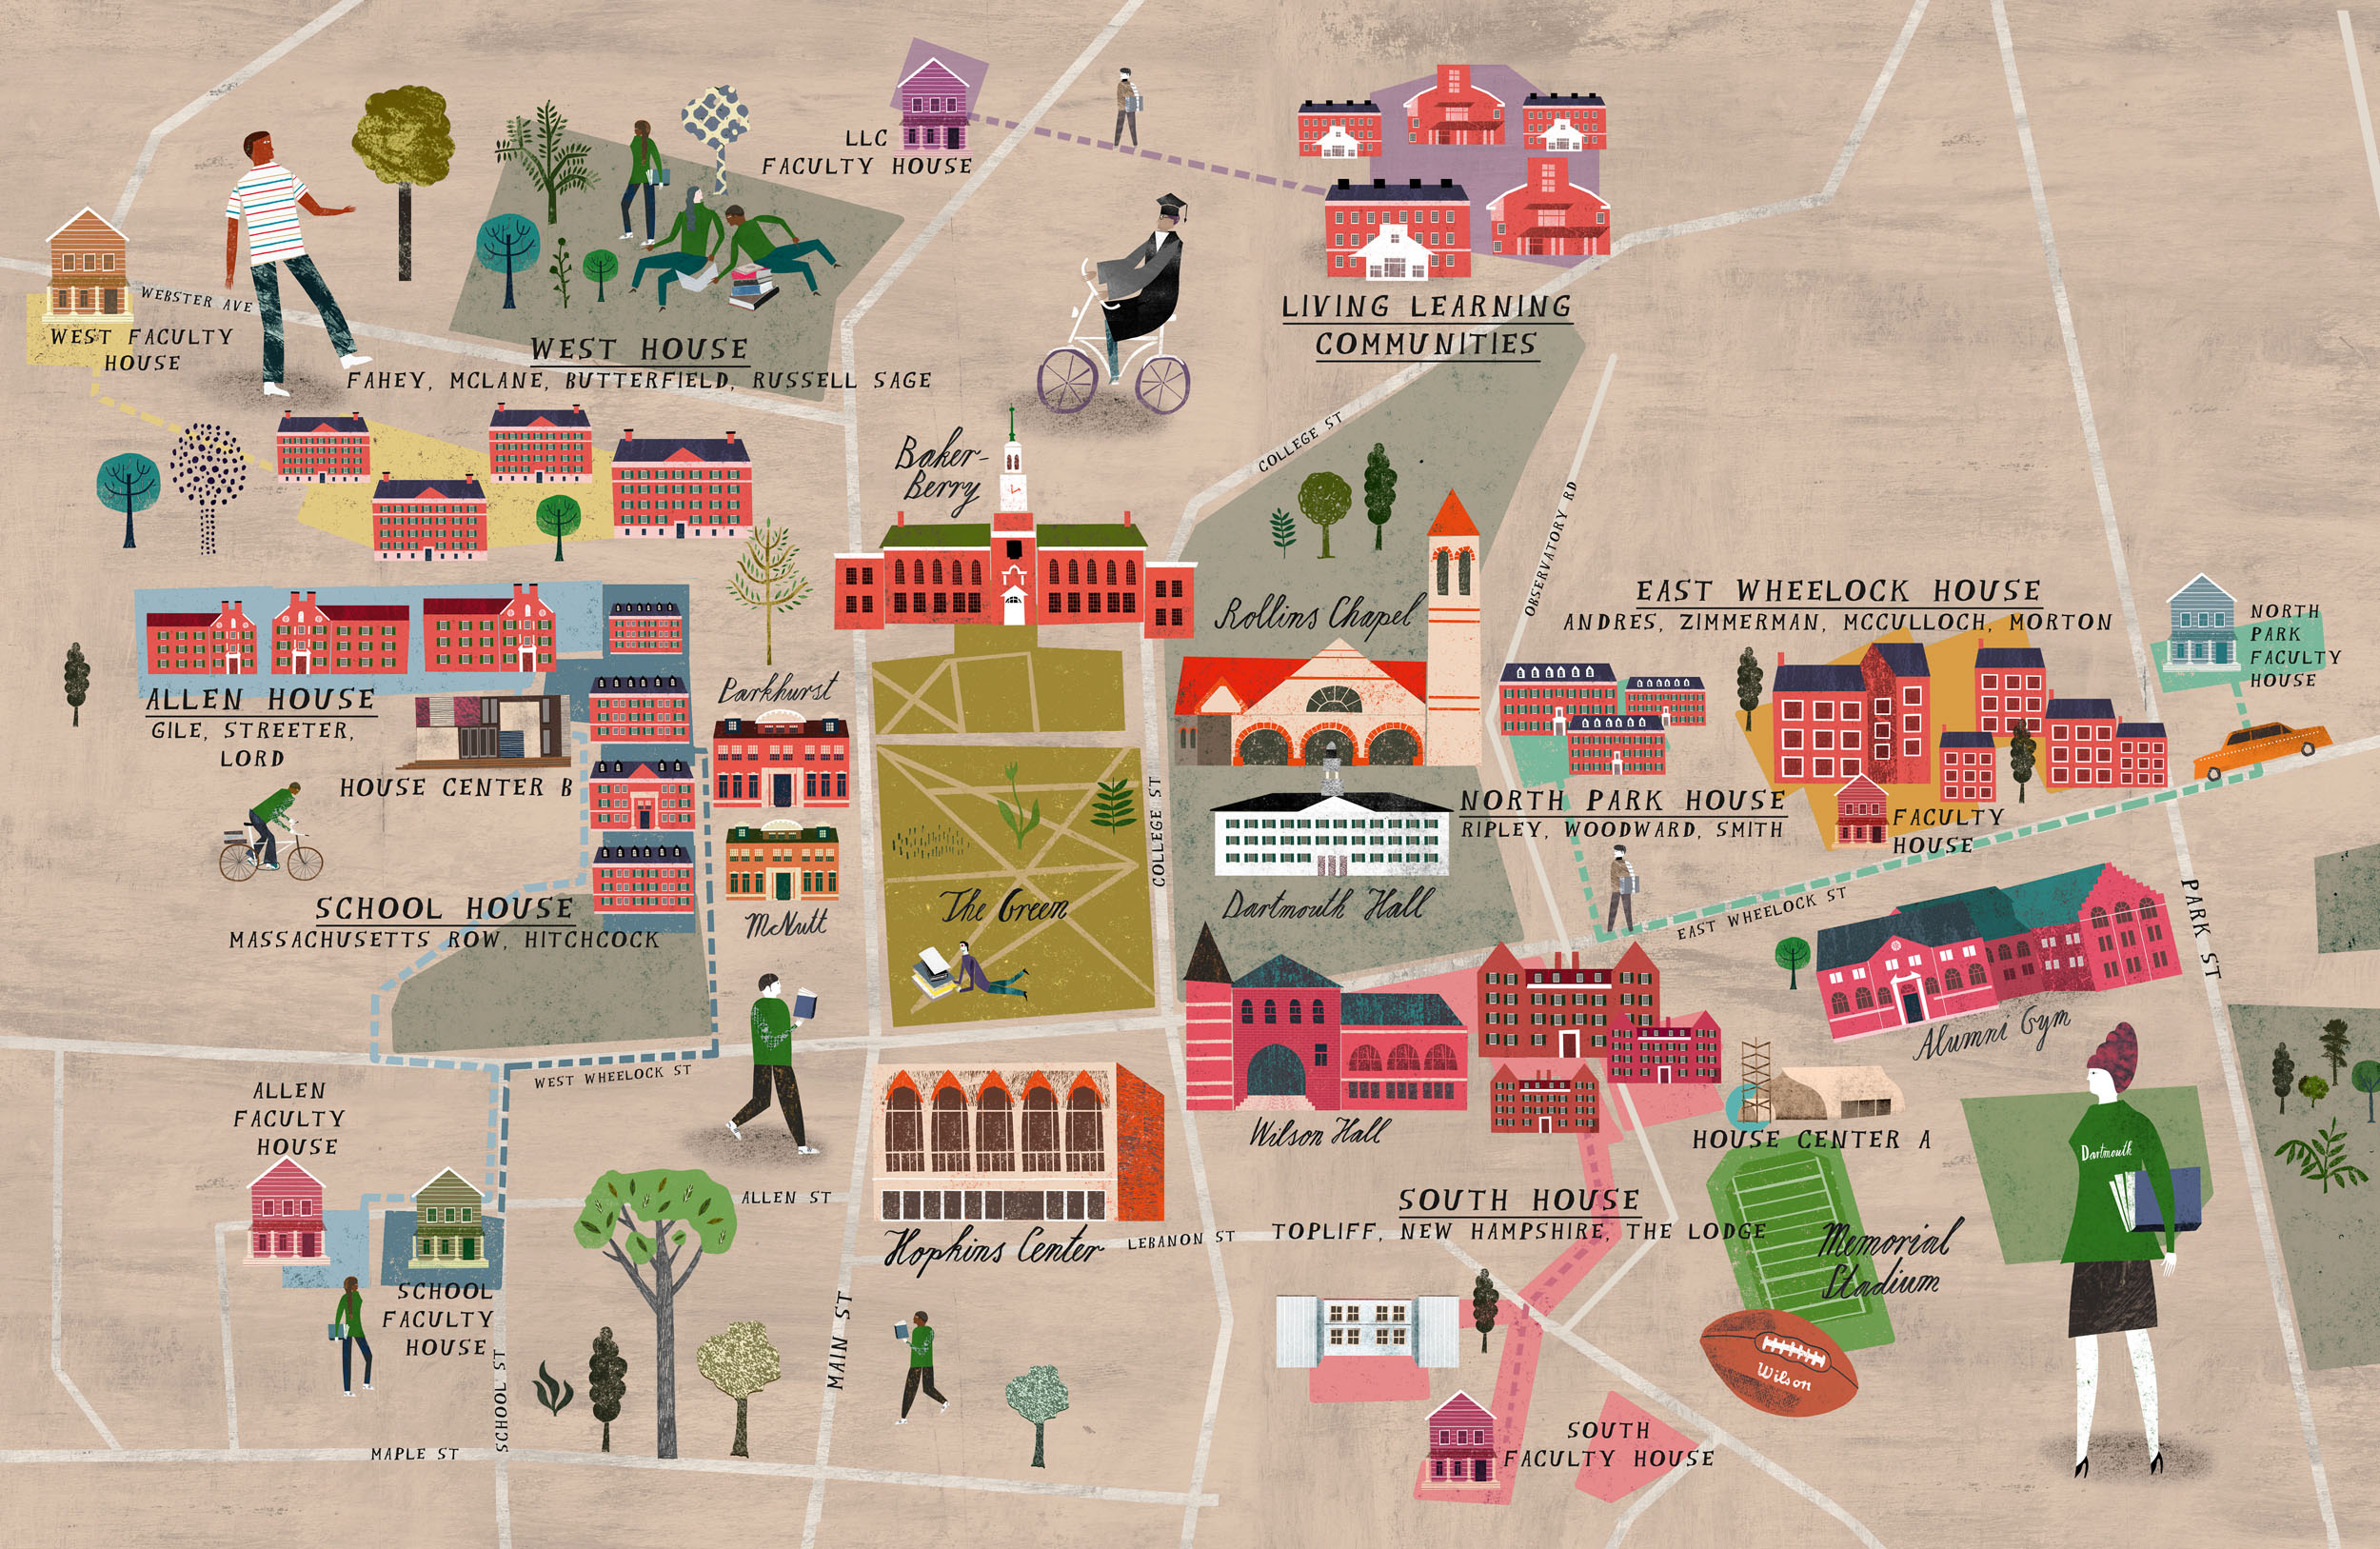 LLC
FACULTY HOUSE
WEBSTER AVE
WEST FACULTY
HOUSE
WEST HOUSE
FAHEY, MCLANE, BUTTERFIELD, RUSSELL SAGE
LIVING LEARNING
COMMUNITIES
COLLEGE ST
Baker-
Berry
OBSERVATORY RD
Rollins Chapel
EAST WHEELOCK HOUSE
ANDRES, ZIMMERMAN, MCCULLOCH, MORTON
NORTH
PARK
FACULTY
HOUSE
ALLEN HOUSE
GILE, STREETER,
LORD
HOUSE CENTER B
Parkhurst
COLLEGE ST
NORTH PARK HOUSE
RIPLEY, WOODWARD, SMITH
FACULTY
HOUSE
SCHOOL HOUSE
MASSACHUSETTS ROW, HITCHCOCK
McNutt
The Green
Dartmouth Hall
EAST WHEELOCK ST
PARK ST
Alumni Gym
WEST WHEELOCK ST
ALLEN
FACULTY
HOUSE
Wilson Hall
HOUSE CENTER A
Dartmouth
ALLEN ST
Hopkins Center
LEBANON ST
SOUTH HOUSE
TOPLIFF, NEW HAMPSHIRE, THE LODGE
Memorial
Stadium
SCHOOL
FACULTY
HOUSE
SCHOOL ST
MAIN ST
Wilson
SOUTH
FACULTY HOUSE
MAPLE ST